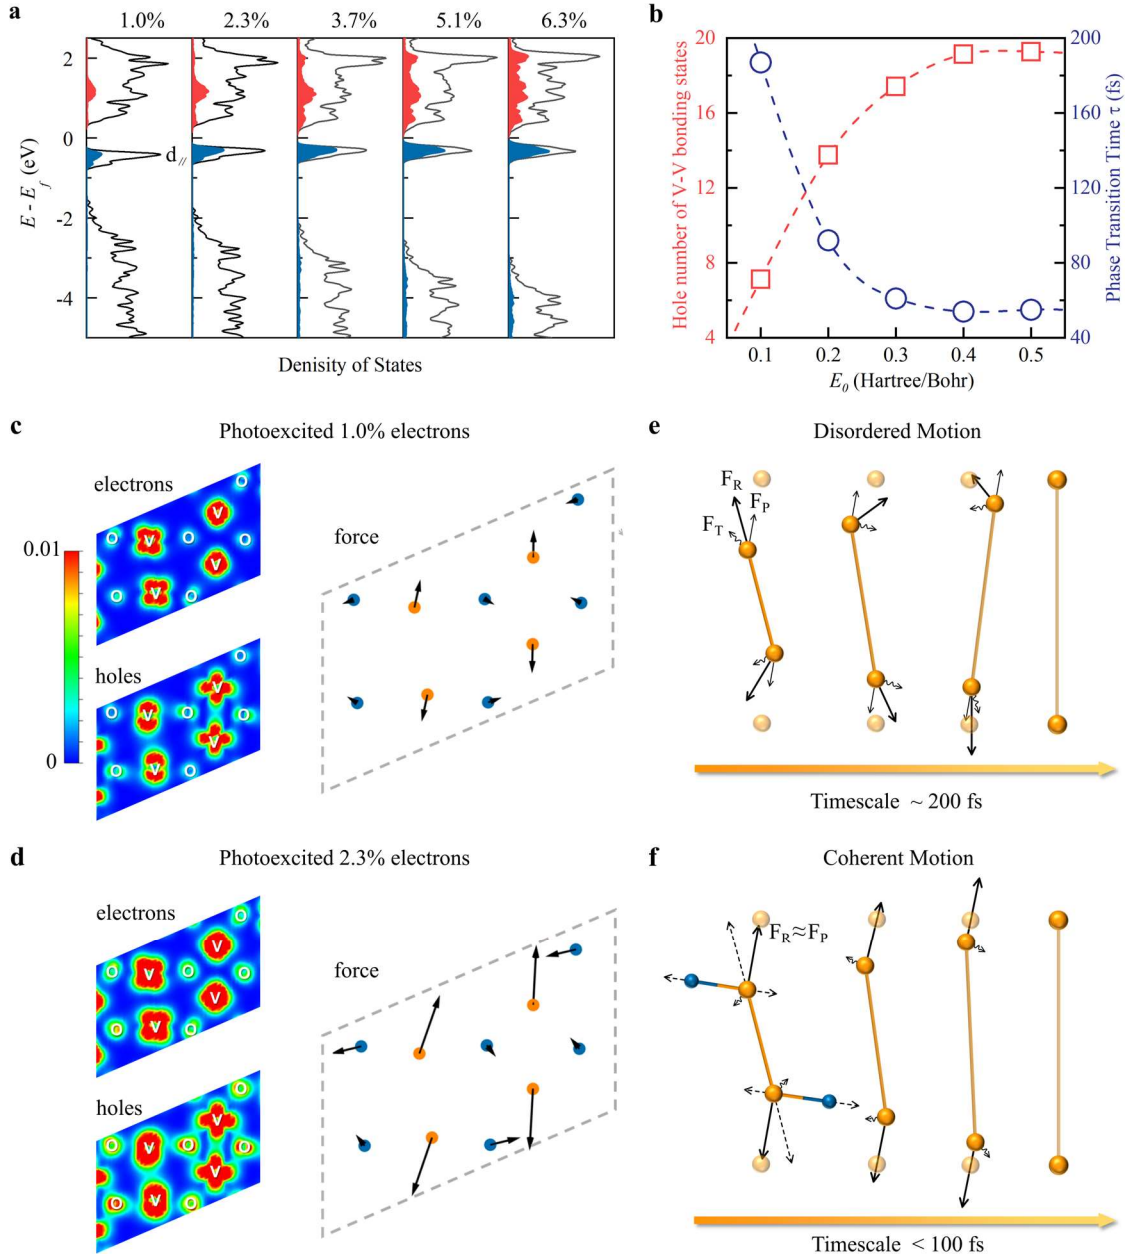 a
1.0% 2.3% 3.7% 5.1% 6.3%
2
0
-2
-4
E - E_f (eV)
d_//
Denisity of States
b
20
16
12
8
4
Hole number of V-V bonding states
200
160
120
80
40
Phase Transition Time τ (fs)
0.1 0.2 0.3 0.4 0.5
E_0 (Hartree/Bohr)
c
Photoexcited 1.0% electrons
electrons
O
V
O O O
V
O V O
0.01
0
holes
O
V
O V O O
V
O V O
force
d
Photoexcited 2.3% electrons
electrons
O
V
O V O O
V
O V O
holes
O
V
O V O O
V
O V O
force
e
Disordered Motion
F_R
F_P
F_T
Timescale ~ 200 fs
f
Coherent Motion
F_R≈F_P
Timescale < 100 fs